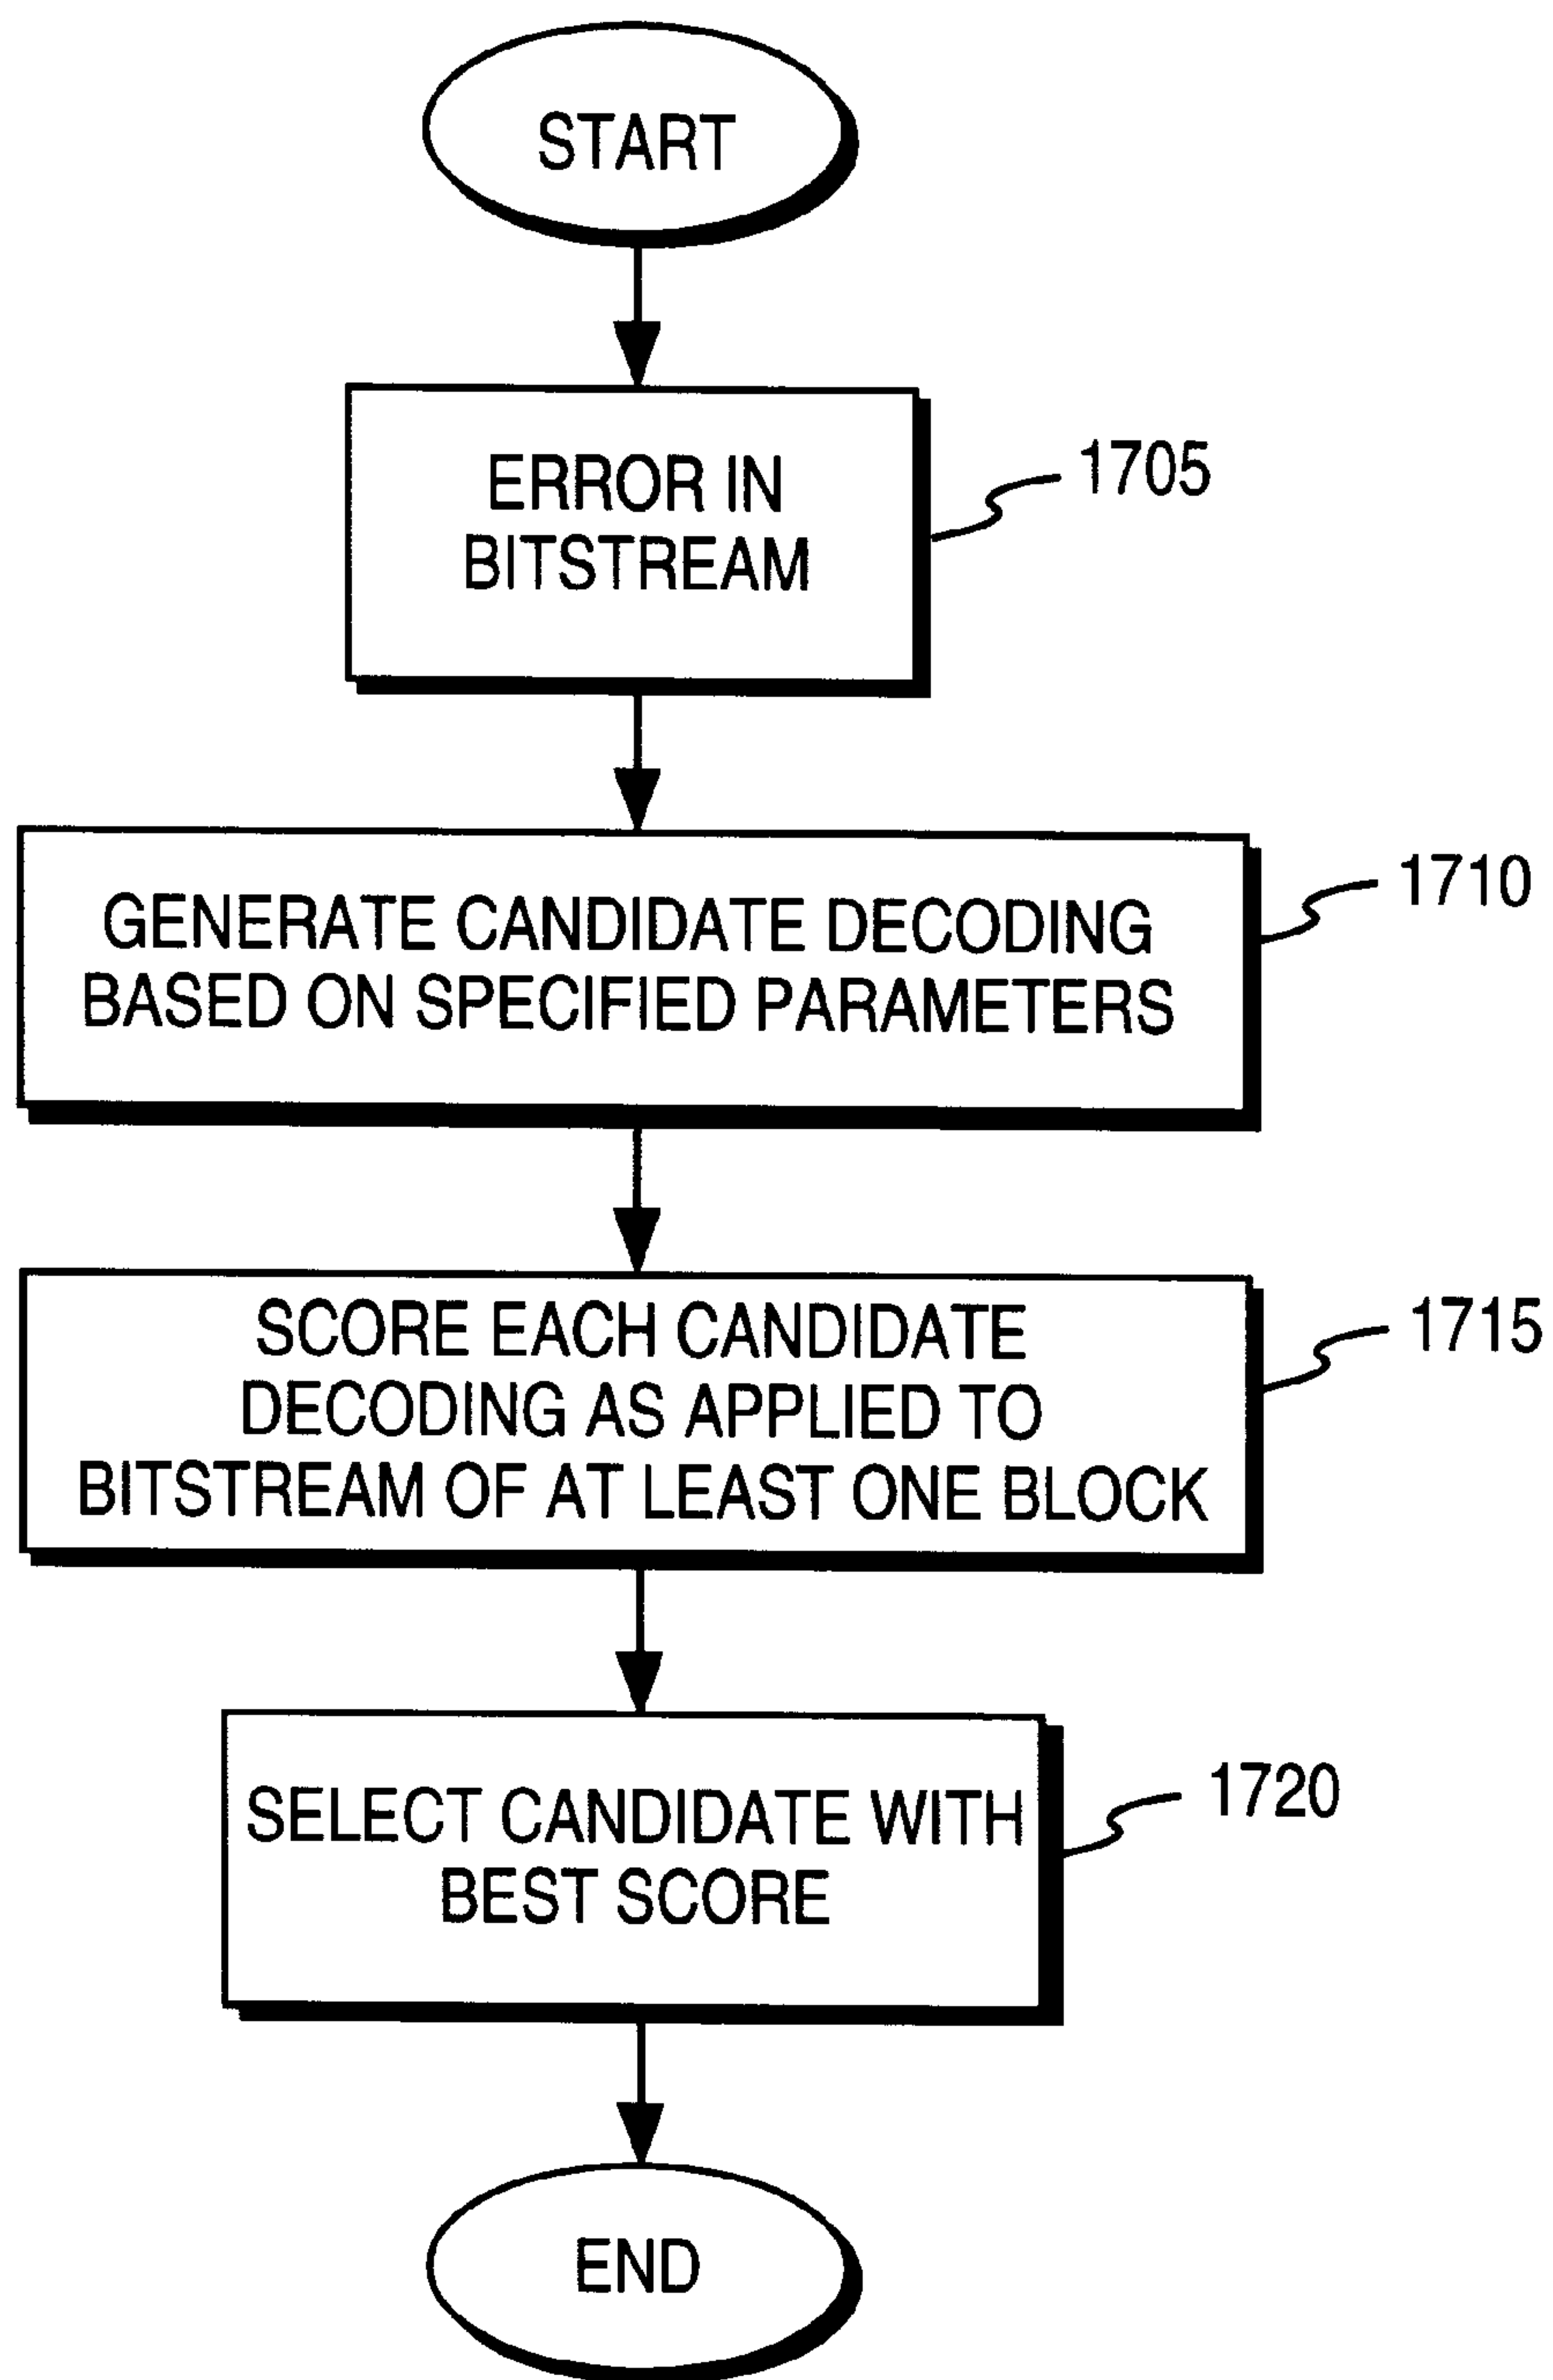 START
ERROR IN
BITSTREAM
1705
GENERATE CANDIDATE DECODING
BASED ON SPECIFIED PARAMETERS
1710
SCORE EACH CANDIDATE
DECODING AS APPLIED TO
BITSTREAM OF AT LEAST ONE BLOCK
1715
SELECT CANDIDATE WITH
BEST SCORE
1720
END